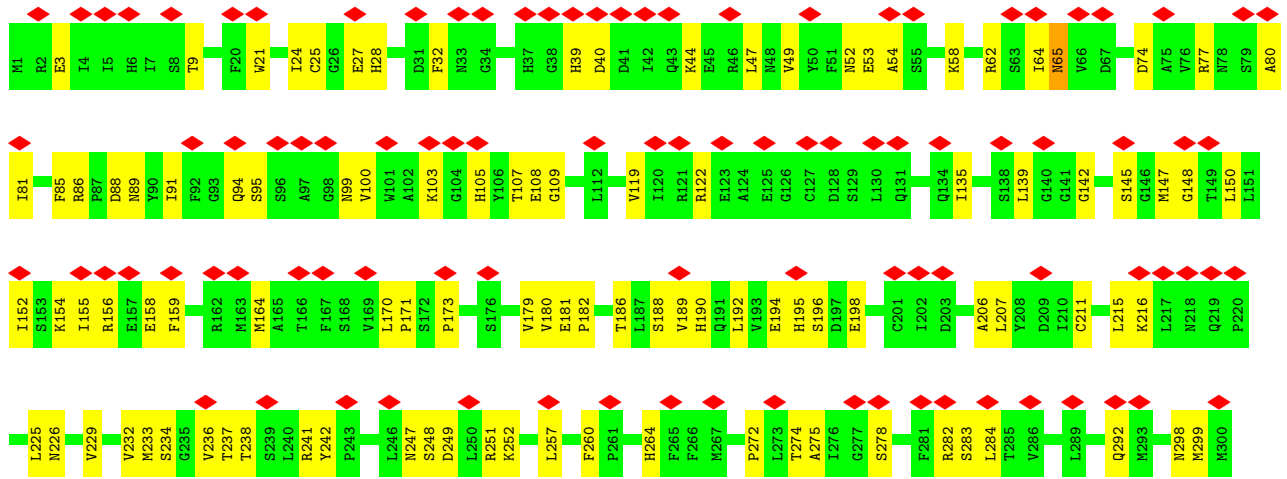 M1 R2 E3 I4 I5 H6 I7 S8 T9 F20 W21 I24 C25 G26 E27 H28 D31 F32 N33 G34 H37 G38 H39 D40 D41 I42 Q43 K44 E45 R46 L47 N48 V49 Y50 F51 N52 E53 A54 S55 K58 R62 S63 I64 N65 V66 D67 D74 A75 V76 R77 N78 S79 A80
I81 F85 R86 P87 D88 N89 Y90 I91 F92 G93 Q94 S95 S96 A97 G98 N99 V100 W101 A102 K103 G104 H105 Y106 T107 E108 G109 L112 V119 I120 R121 R122 E123 A124 E125 G126 C127 D128 S129 L130 Q131 Q134 I135 S138 L139 G140 G141 G142 S145 G146 M147 G148 T149 L150 L151
I152 S153 K154 I155 R156 E157 E158 F159 R162 M163 M164 A165 T166 F167 S168 V169 L170 P171 S172 P173 S176 V179 V180 E181 P182 T186 L187 S188 V189 H190 Q191 L192 V193 E194 H195 S196 D197 E198 C201 I202 D203 A206 L207 Y208 D209 I210 C211 L215 K216 L217 N218 Q219 P220
L225 N226 V229 V232 M233 S234 G235 V236 T237 T238 S239 L240 R241 Y242 P243 L246 N247 S248 D249 L250 R251 K252 L257 F260 P261 H264 F265 F266 M267 P272 L273 T274 A275 I276 G277 S278 F281 R282 S283 L284 T285 V286 L289 Q292 M293 N298 M299 M300